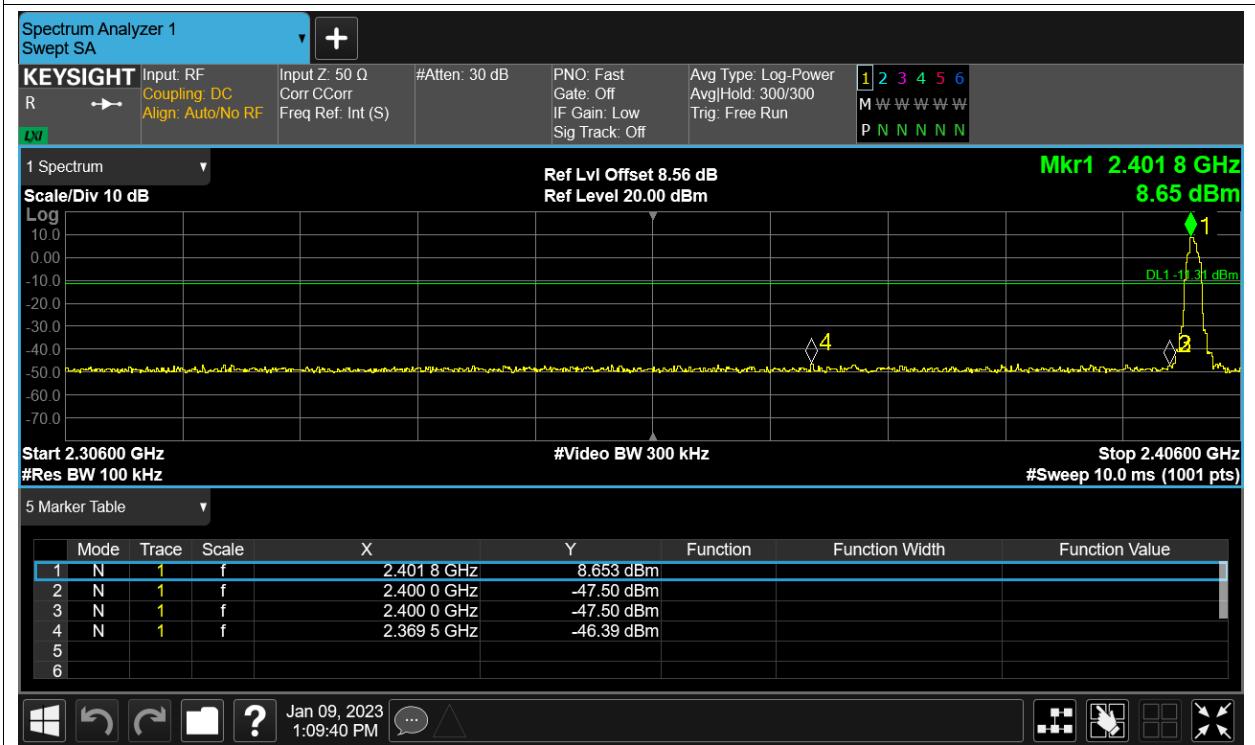 Spectrum Analyzer 1
Swept SA
+
KEYSIGHT Input: RF Input Z: 50 Ω #Atten: 30 dB PNO: Fast Avg Type: Log-Power 1 2 3 4 5 6
R Coupling: DC Corr CCorr Gate: Off Avg|Hold: 300/300 M W W W W W
Align: Auto/No RF Freq Ref: Int (S) IF Gain: Low Trig: Free Run
LXI Sig Track: Off P N N N N N
1 Spectrum Ref Lvl Offset 8.56 dB Mkr1 2.401 8 GHz
Scale/Div 10 dB Ref Level 20.00 dBm 8.65 dBm
Log
1
10.0
0.00
DL1 -11.31 dBm
-10.0
-20.0
-30.0
4
-40.0
-50.0
-60.0
-70.0
Start 2.30600 GHz #Video BW 300 kHz Stop 2.40600 GHz
#Res BW 100 kHz #Sweep 10.0 ms (1001 pts)
5 Marker Table
Mode Trace Scale X Y Function Function Width Function Value
1 N 1 f 2.401 8 GHz 8.653 dBm
2 N 1 f 2.400 0 GHz -47.50 dBm
3 N 1 f 2.400 0 GHz -47.50 dBm
4 N 1 f 2.369 5 GHz -46.39 dBm
5
6
? Jan 09, 2023
1:09:40 PM